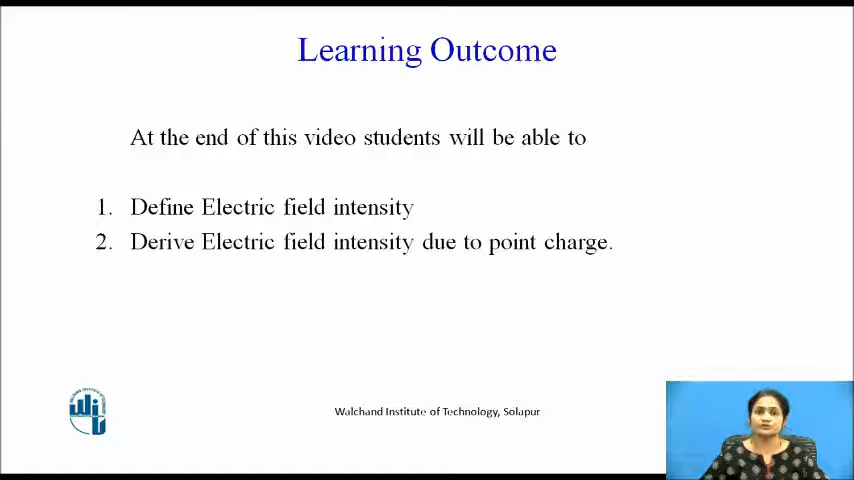 Learning Outcome
At the end of this video students will be able to
1. Define Electric field intensity
2. Derive Electric field intensity due to point charge.
Walchand Institute of Technology, Solapur